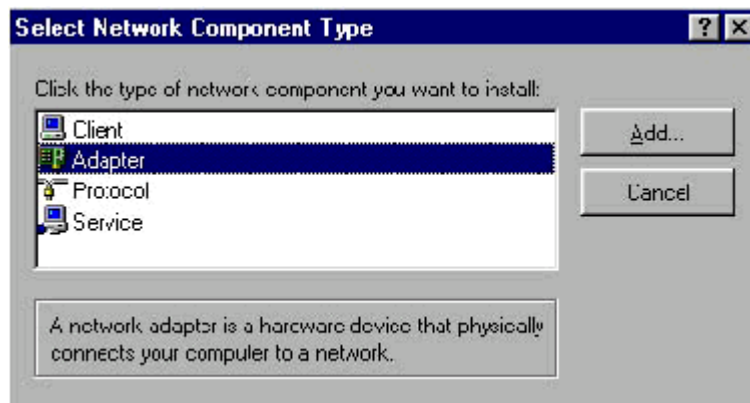 Select Network Component Type
Click the type of network component you want to install:
Client
Adapter
Protocol
Service
Add...
Cancel
A network adapter is a hardware device that physically
connects your computer to a network.